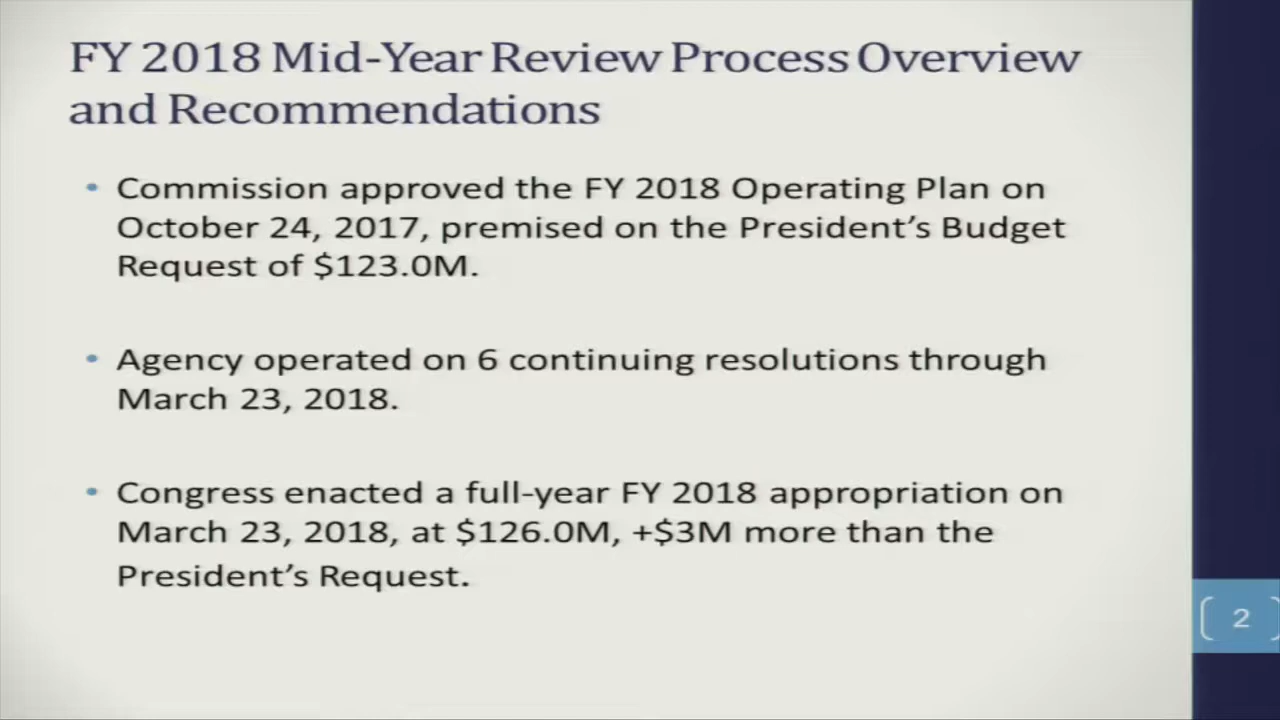 FY 2018 Mid-Year Review Process Overview
and Recommendations
• Commission approved the FY 2018 Operating Plan on
October 24, 2017, premised on the President’s Budget
Request of $123.0M.
• Agency operated on 6 continuing resolutions through
March 23, 2018.
• Congress enacted a full-year FY 2018 appropriation on
March 23, 2018, at $126.0M, +$3M more than the
President’s Request.
2